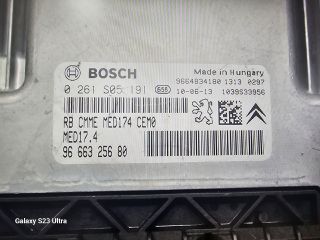 BOSCH
Made in Hungary
9664834180 1313 0297
0 261 S05 191
10-06-13 1039S33956
RB CMME MED174 CEM0
MED17.4
96 663 256 80
Galaxy S23 Ultra